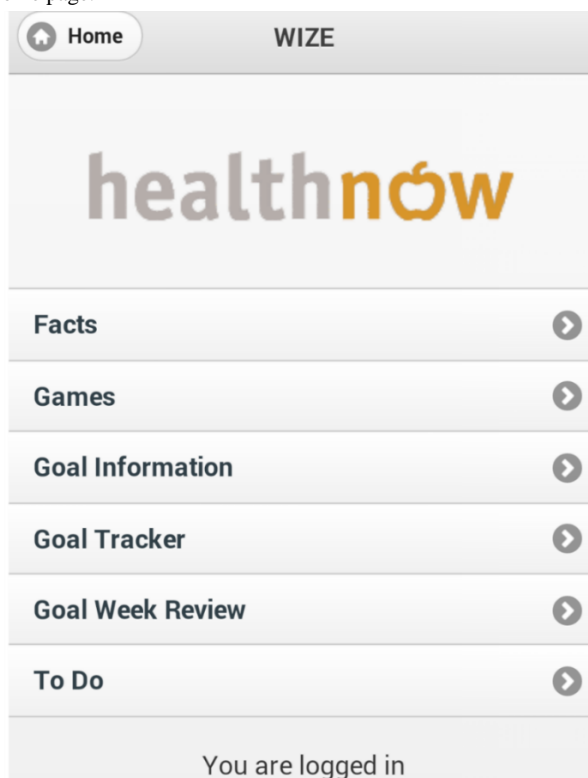 Home WIZE
healthnow
Facts
Games
Goal Information
Goal Tracker
Goal Week Review
To Do
You are logged in